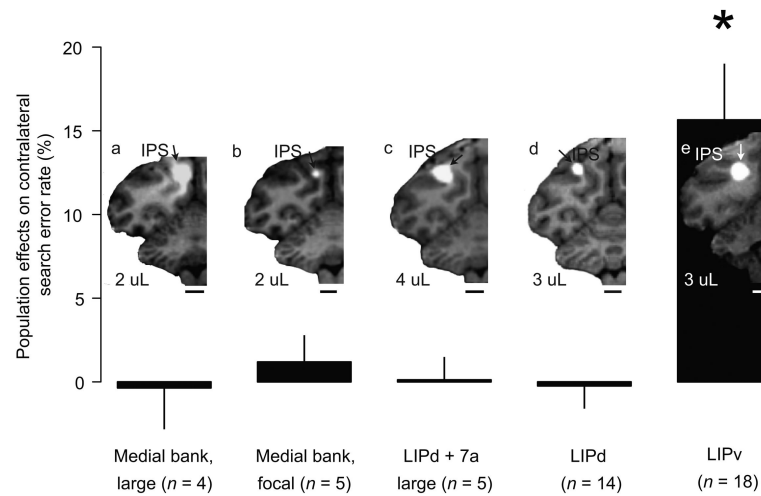 *
Population effects on contralateral
search error rate (%)
20
15
10
5
0
a
IPS
2 uL
b
IPS
2 uL
c
IPS
4 uL
d
IPS
3 uL
e
IPS
3 uL
Medial bank,
large (n = 4)
Medial bank,
focal (n = 5)
LIPd + 7a
large (n = 5)
LIPd
(n = 14)
LIPv
(n = 18)